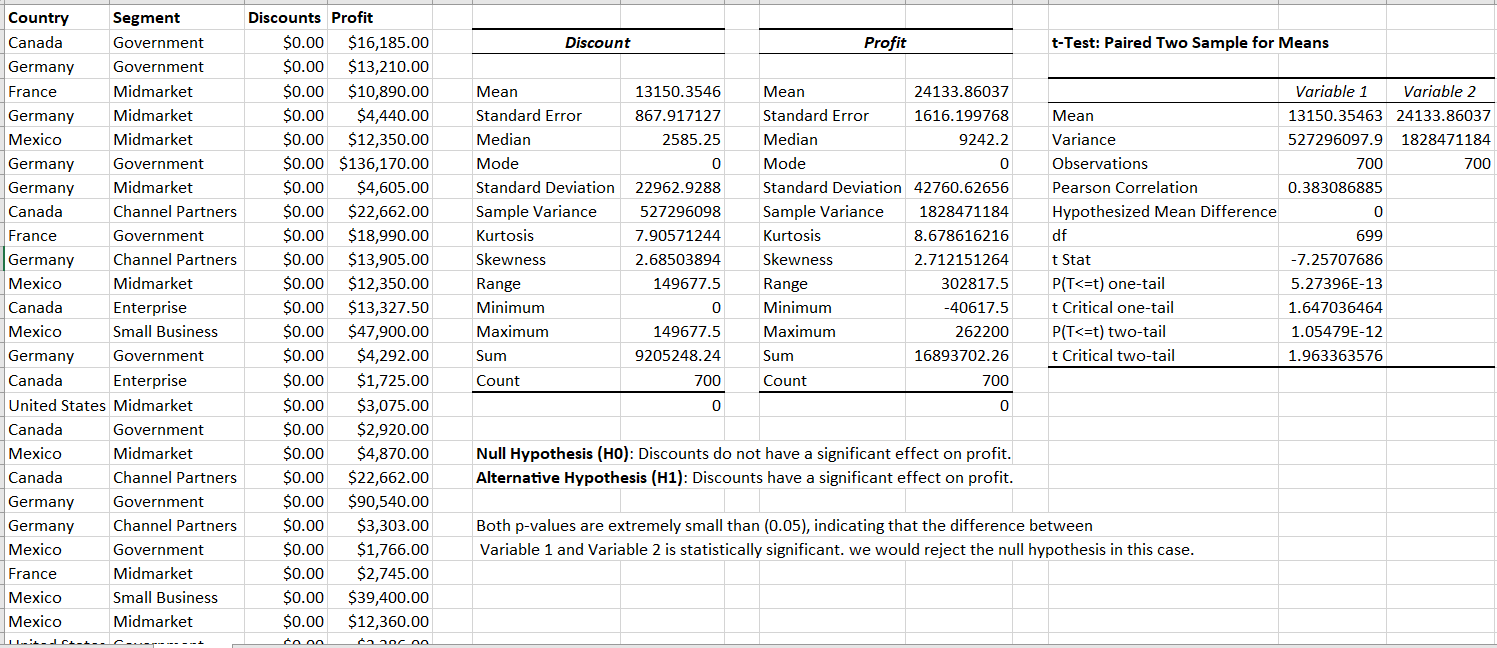 Country Segment Discounts Profit
Canada Government $0.00 $16,185.00 Discount Profit t-Test: Paired Two Sample for Means
Germany Government $0.00 $13,210.00
France Midmarket $0.00 $10,890.00 Mean 13150.3546 Mean 24133.86037 Variable 1 Variable 2
Germany Midmarket $0.00 $4,440.00 Standard Error 867.917127 Standard Error 1616.199768 Mean 13150.35463 24133.86037
Mexico Midmarket $0.00 $12,350.00 Median 2585.25 Median 9242.2 Variance 527296097.9 1828471184
Germany Government $0.00 $136,170.00 Mode 0 Mode 0 Observations 700 700
Germany Midmarket $0.00 $4,605.00 Standard Deviation 22962.9288 Standard Deviation 42760.62656 Pearson Correlation 0.383086885
Canada Channel Partners $0.00 $22,662.00 Sample Variance 527296098 Sample Variance 1828471184 Hypothesized Mean Difference 0
France Government $0.00 $18,990.00 Kurtosis 7.90571244 Kurtosis 8.678616216 df 699
Germany Channel Partners $0.00 $13,905.00 Skewness 2.68503894 Skewness 2.712151264 t Stat -7.25707686
Mexico Midmarket $0.00 $12,350.00 Range 149677.5 Range 302817.5 P(T<=t) one-tail 5.27396E-13
Canada Enterprise $0.00 $13,327.50 Minimum 0 Minimum -40617.5 t Critical one-tail 1.647036464
Mexico Small Business $0.00 $47,900.00 Maximum 149677.5 Maximum 262200 P(T<=t) two-tail 1.05479E-12
Germany Government $0.00 $4,292.00 Sum 9205248.24 Sum 16893702.26 t Critical two-tail 1.963363576
Canada Enterprise $0.00 $1,725.00 Count 700 Count 700
United States Midmarket $0.00 $3,075.00 0 0
Canada Government $0.00 $2,920.00
Mexico Midmarket $0.00 $4,870.00 Null Hypothesis (H0): Discounts do not have a significant effect on profit.
Canada Channel Partners $0.00 $22,662.00 Alternative Hypothesis (H1): Discounts have a significant effect on profit.
Germany Government $0.00 $90,540.00
Germany Channel Partners $0.00 $3,303.00 Both p-values are extremely small than (0.05), indicating that the difference between
Mexico Government $0.00 $1,766.00 Variable 1 and Variable 2 is statistically significant. we would reject the null hypothesis in this case.
France Midmarket $0.00 $2,745.00
Mexico Small Business $0.00 $39,400.00
Mexico Midmarket $0.00 $12,360.00